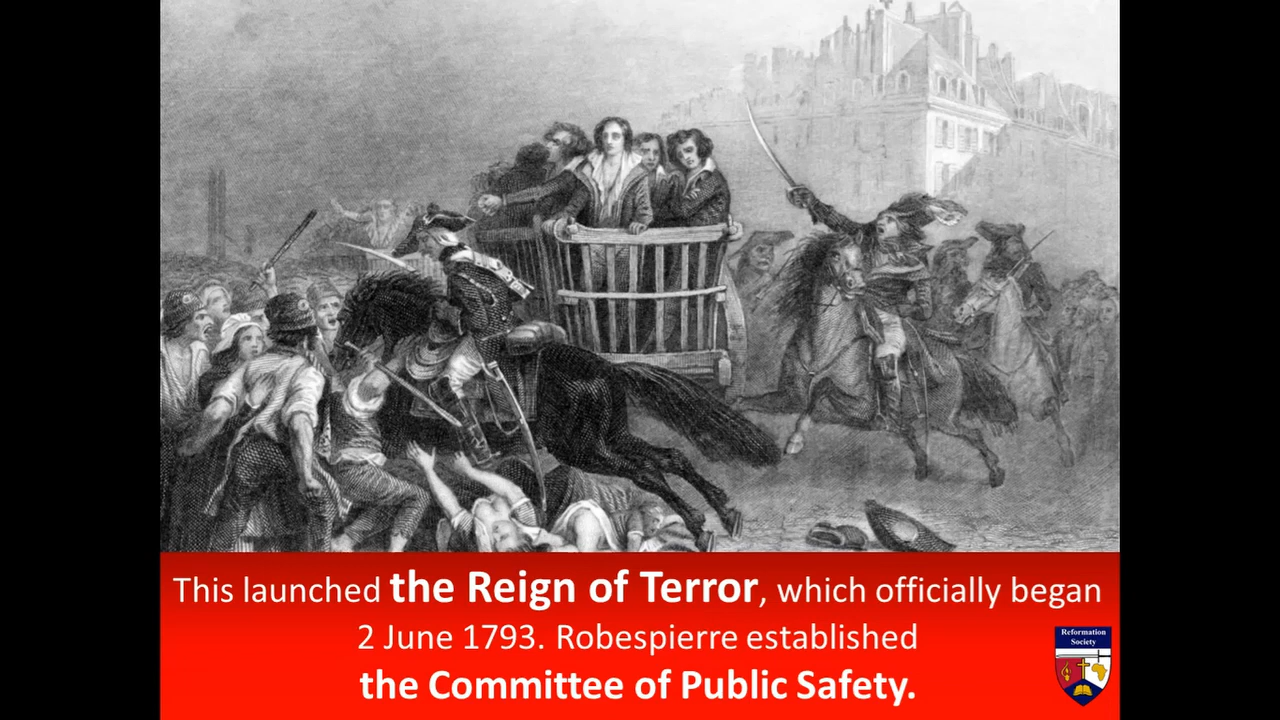 This launched the Reign of Terror, which officially began
2 June 1793. Robespierre established
the Committee of Public Safety.
Reformation
Society